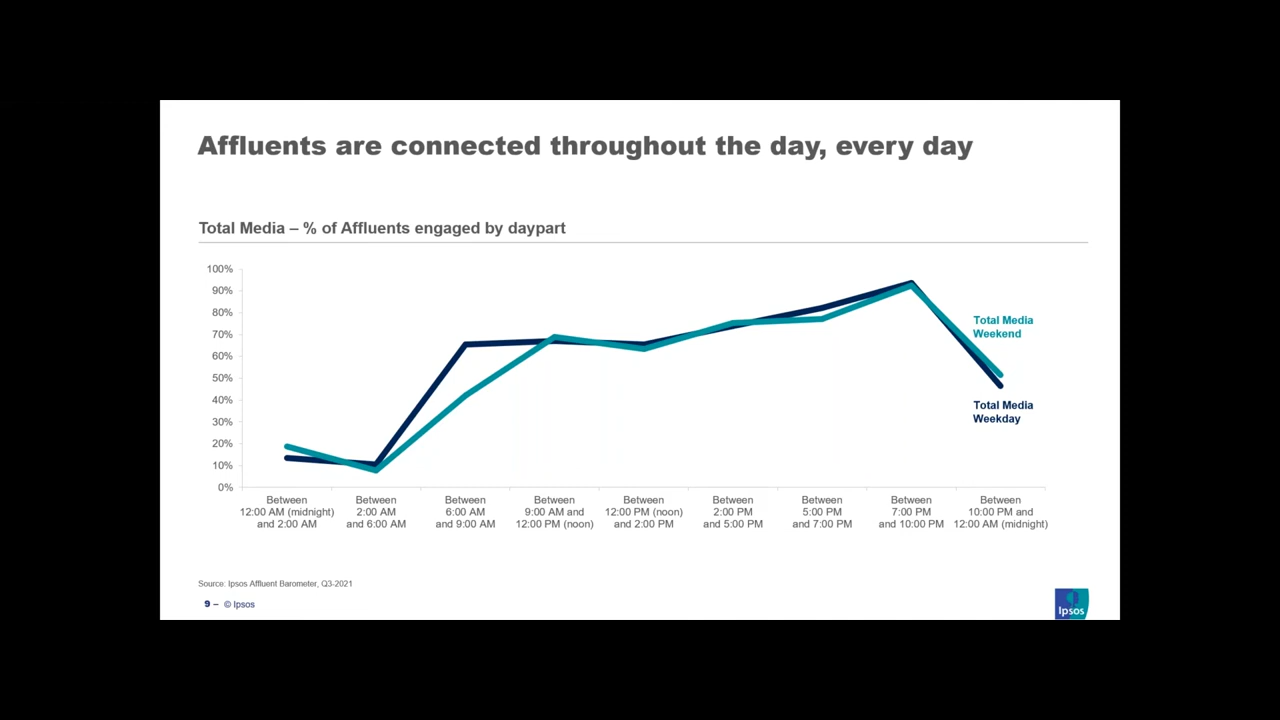 Affluents are connected throughout the day, every day
Total Media – % of Affluents engaged by daypart
100%
90%
80%
70%
60%
50%
40%
30%
20%
10%
0%
Total Media
Weekend
Total Media
Weekday
Between
12:00 AM (midnight)
and 2:00 AM
Between
2:00 AM
and 6:00 AM
Between
6:00 AM
and 9:00 AM
Between
9:00 AM and
12:00 PM (noon)
Between
12:00 PM (noon)
and 2:00 PM
Between
2:00 PM
and 5:00 PM
Between
5:00 PM
and 7:00 PM
Between
7:00 PM
and 10:00 PM
Between
10:00 PM and
12:00 AM (midnight)
Source: Ipsos Affluent Barometer, Q3-2021
9 – © Ipsos
Ipsos